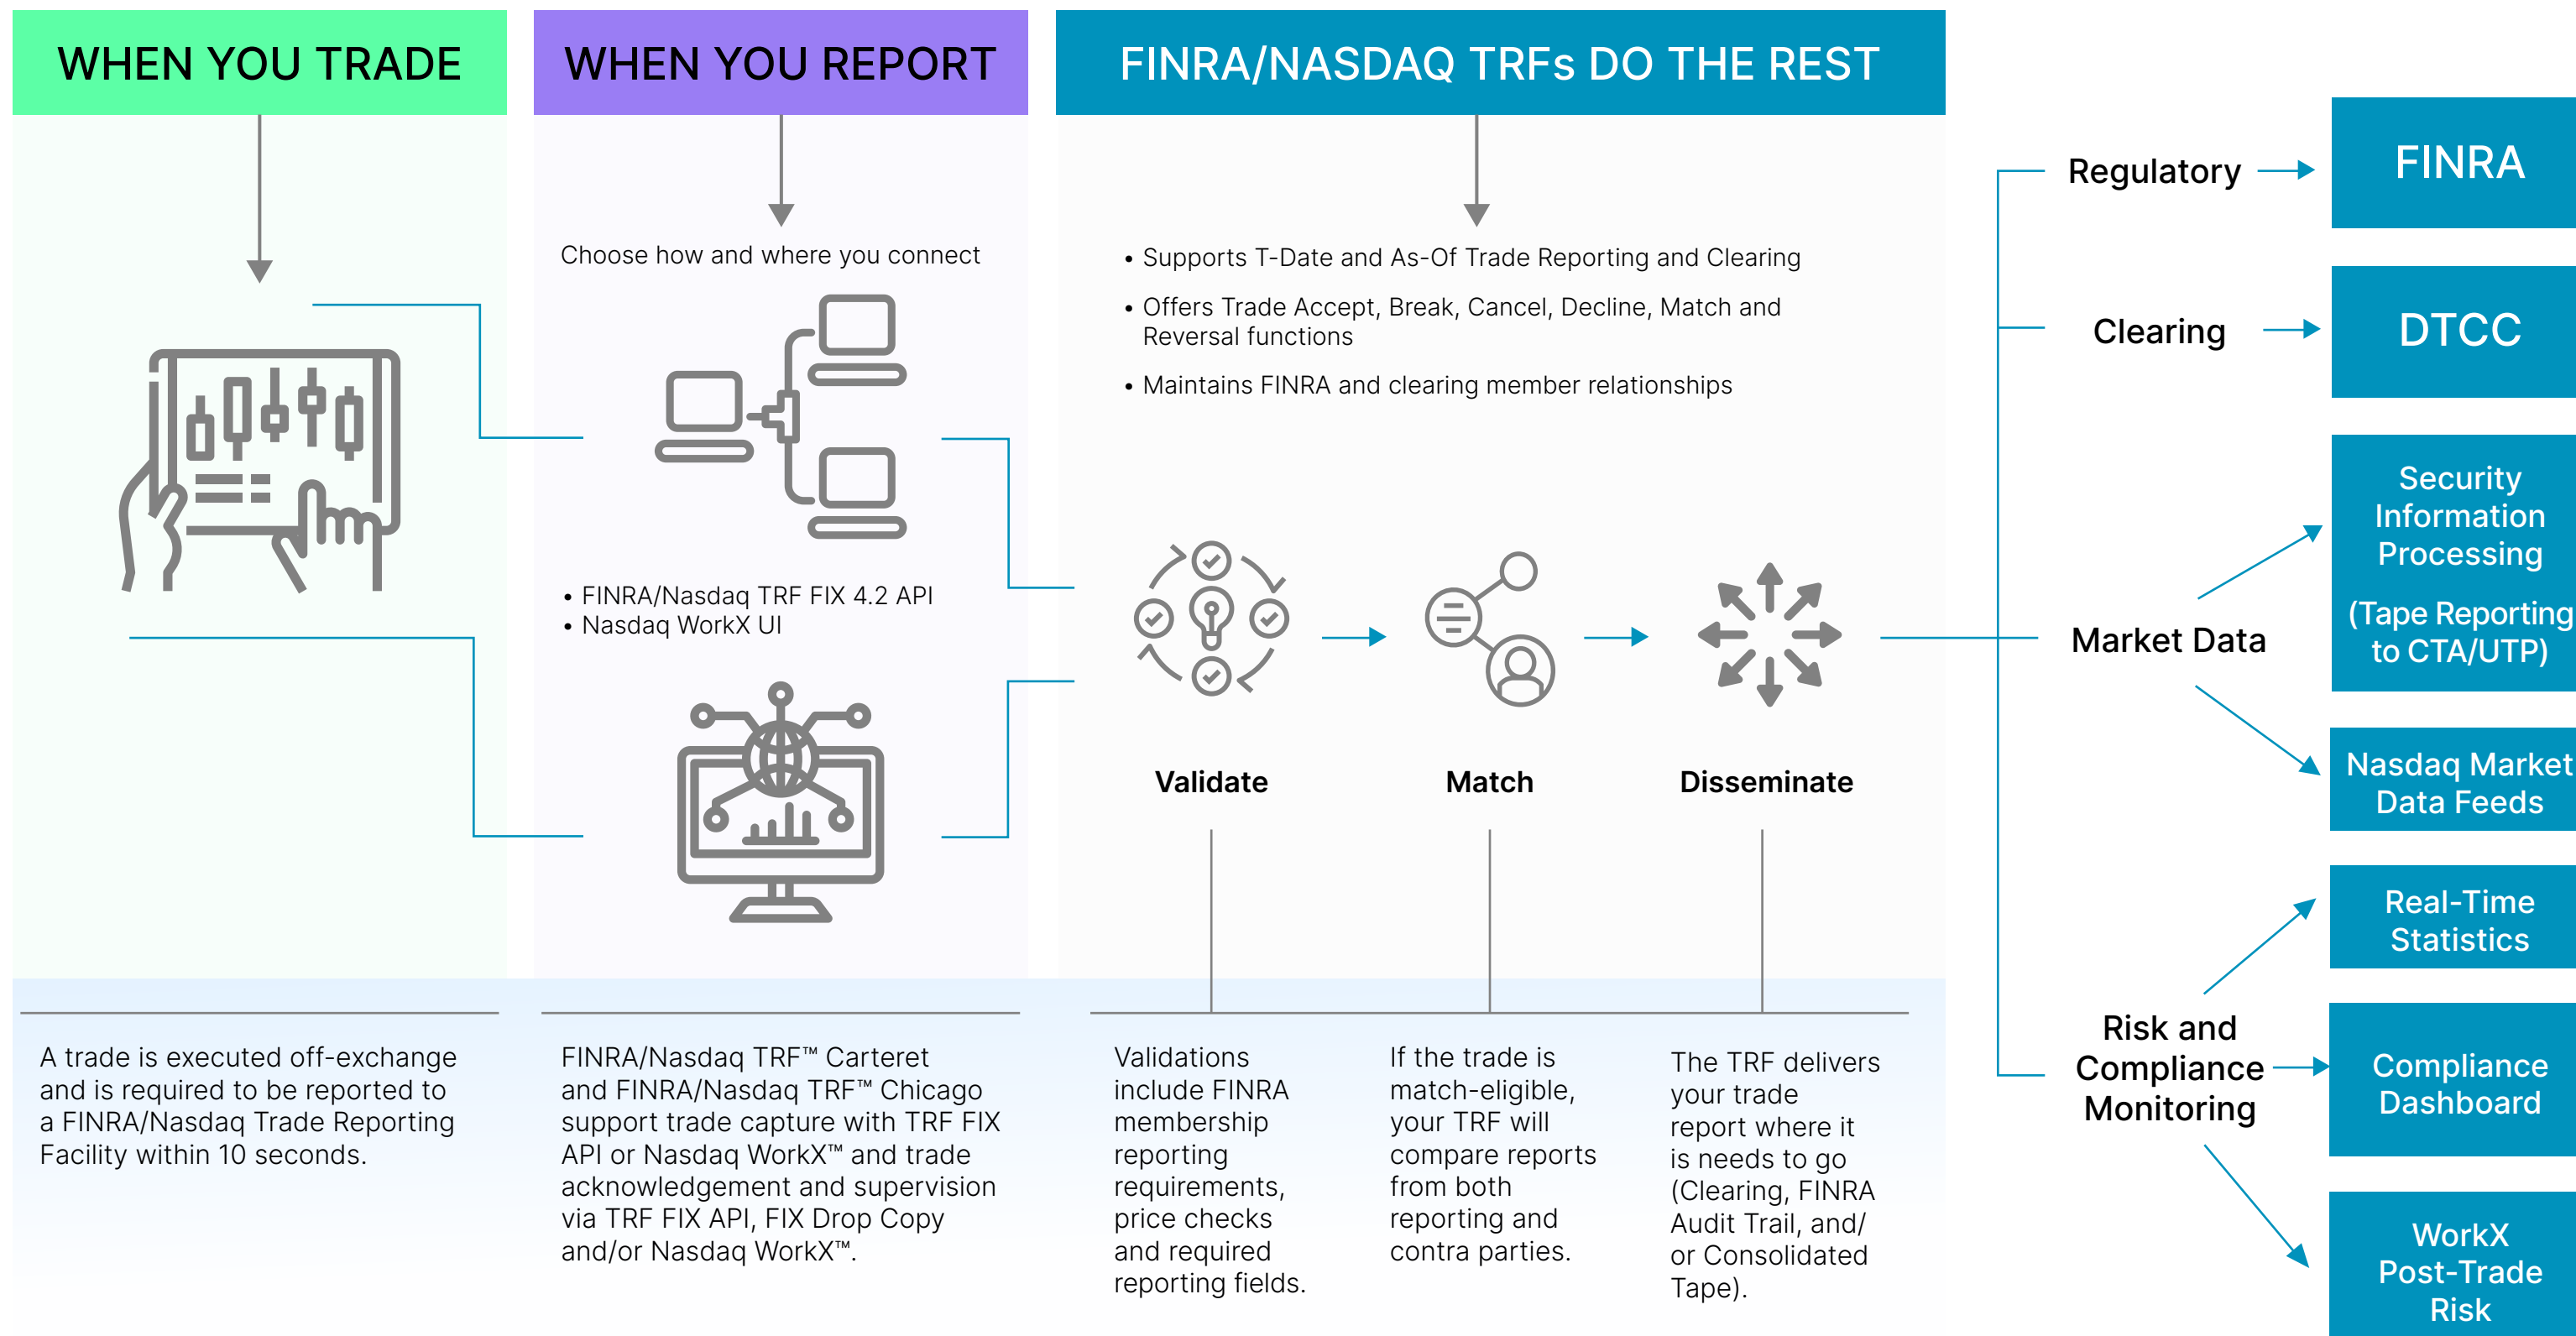 WHEN YOU TRADE
WHEN YOU REPORT
FINRA/NASDAQ TRFs DO THE REST
Choose how and where you connect
• FINRA/Nasdaq TRF FIX 4.2 API
• Nasdaq WorkX UI
• Supports T-Date and As-Of Trade Reporting and Clearing
• Offers Trade Accept, Break, Cancel, Decline, Match and
Reversal functions
• Maintains FINRA and clearing member relationships
Validate
Match
Disseminate
A trade is executed off-exchange
and is required to be reported to
a FINRA/Nasdaq Trade Reporting
Facility within 10 seconds.
FINRA/Nasdaq TRF™ Carteret
and FINRA/Nasdaq TRF™ Chicago
support trade capture with TRF FIX
API or Nasdaq WorkX™ and trade
acknowledgement and supervision
via TRF FIX API, FIX Drop Copy
and/or Nasdaq WorkX™.
Validations
include FINRA
membership
reporting
requirements,
price checks
and required
reporting fields.
If the trade is
match-eligible,
your TRF will
compare reports
from both
reporting and
contra parties.
The TRF delivers
your trade
report where it
is needs to go
(Clearing, FINRA
Audit Trail, and/
or Consolidated
Tape).
Regulatory
FINRA
Clearing
DTCC
Market Data
Security
Information
Processing
(Tape Reporting
to CTA/UTP)
Nasdaq Market
Data Feeds
Risk and
Compliance
Monitoring
Real-Time
Statistics
Compliance
Dashboard
WorkX
Post-Trade
Risk